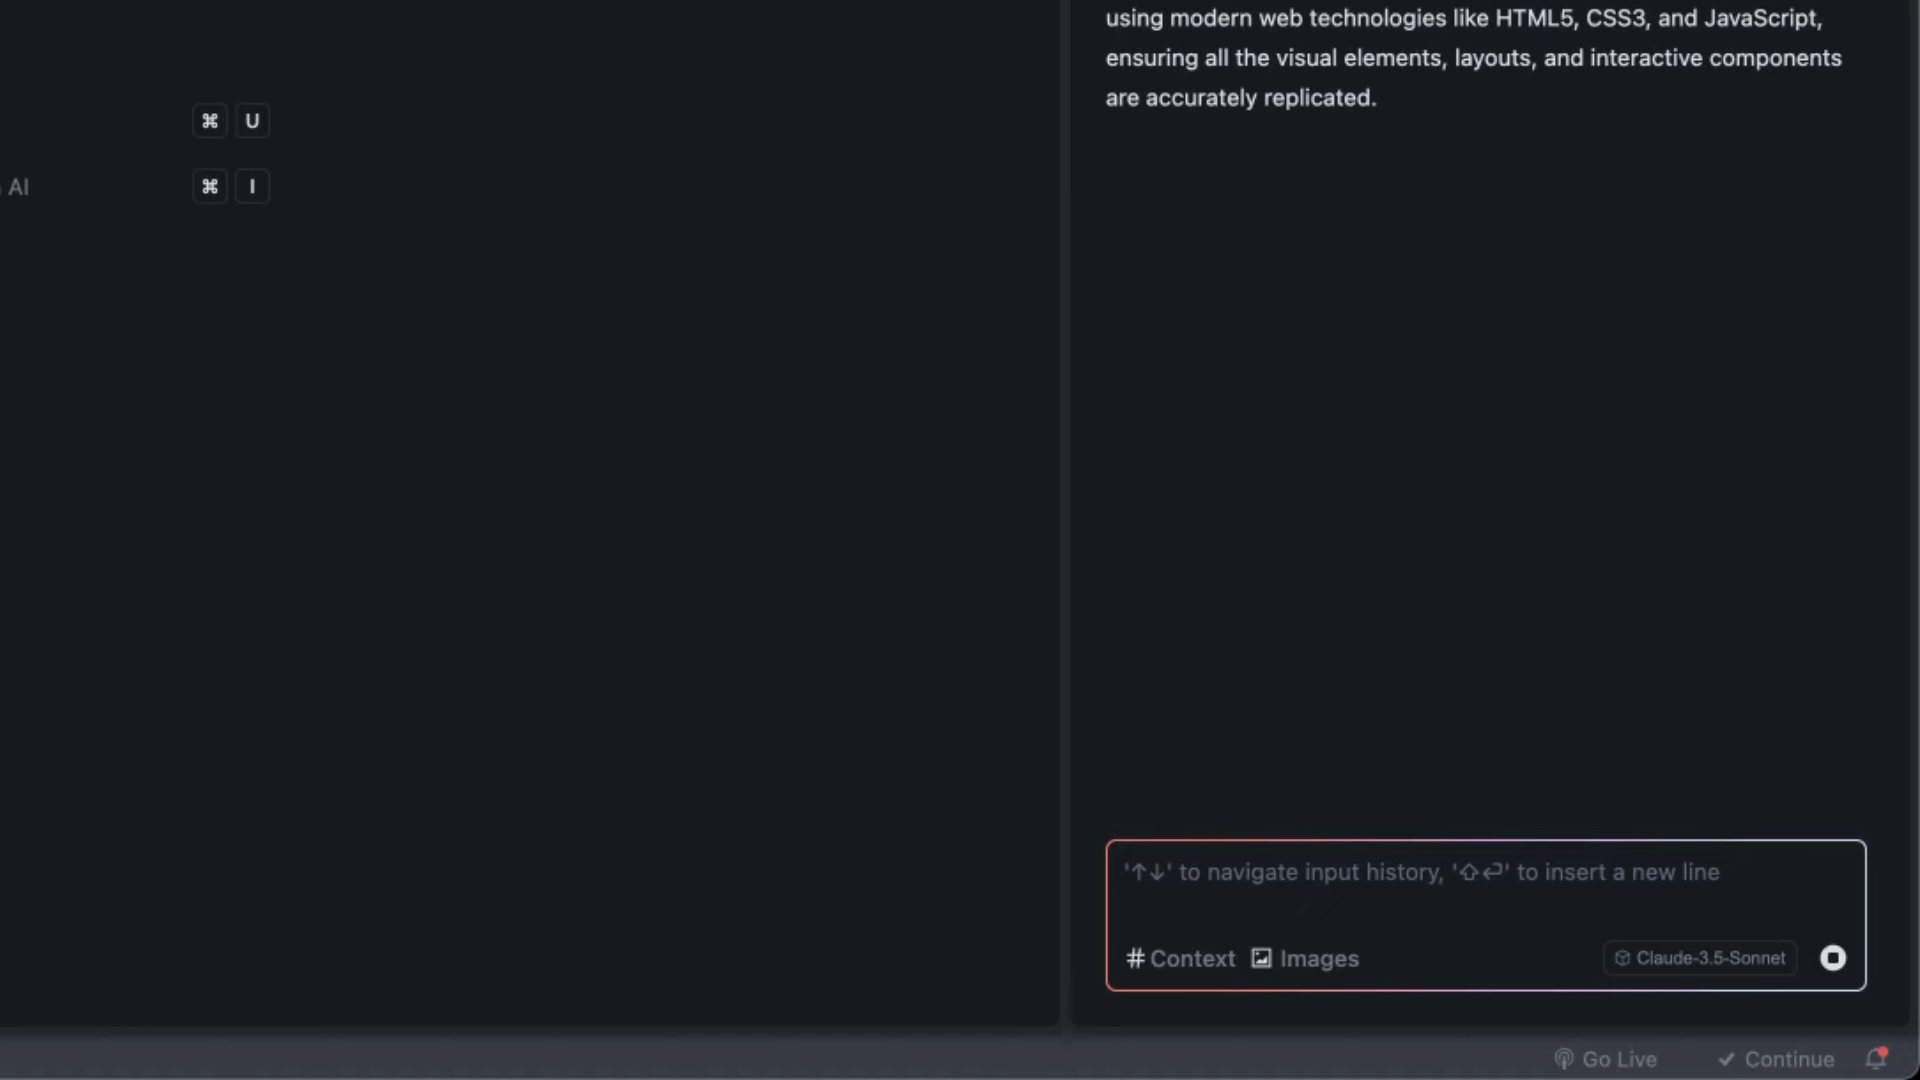 using modern web technologies like HTML5, CSS3, and JavaScript,
ensuring all the visual elements, layouts, and interactive components
are accurately replicated.
⌘ U
AI ⌘ I
'↑↓' to navigate input history, '⇧⏎' to insert a new line
# Context Images Claude-3.5-Sonnet
Go Live ✓ Continue